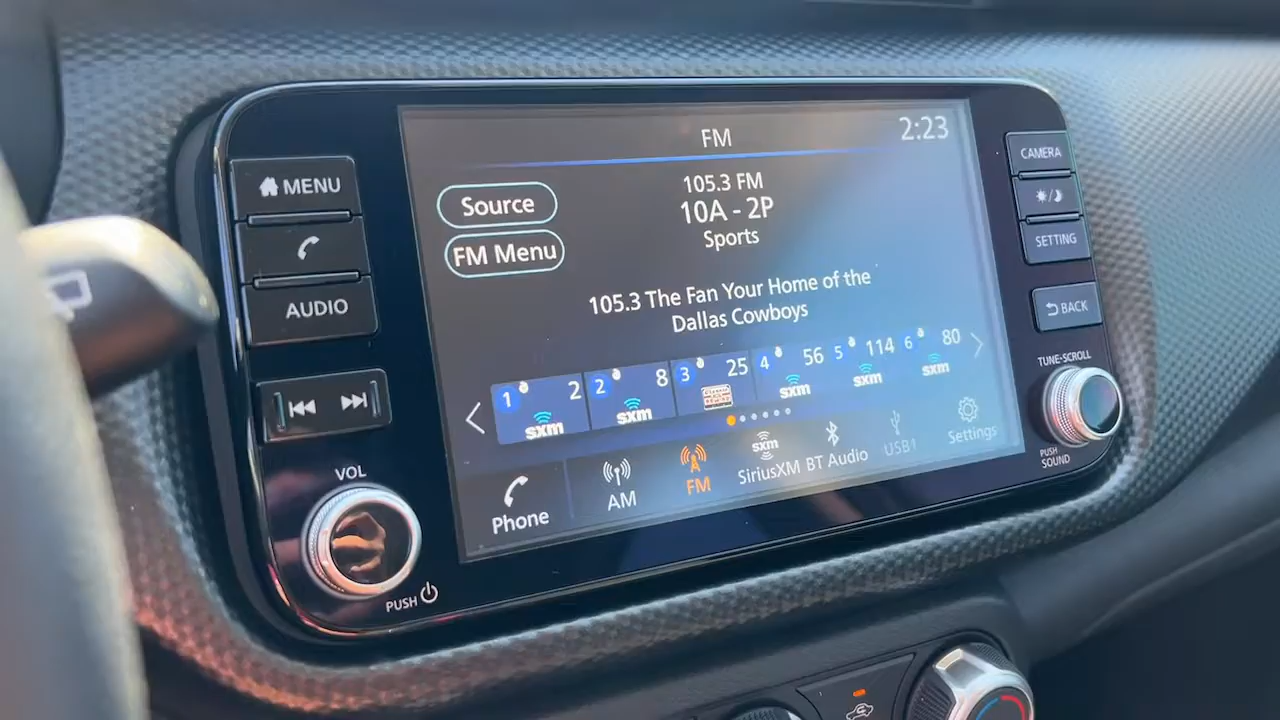 FM
2:23
MENU
Source
105.3 FM
10A - 2P
Sports
FM Menu
AUDIO
105.3 The Fan Your Home of the
Dallas Cowboys
1 2 sxm
2 8 sxm
3 25
4 56 sxm
5 114 sxm
6 80 sxm
Phone
AM
FM
sxm
SiriusXM
BT Audio
USB1
Settings
VOL
PUSH
CAMERA
SETTING
BACK
TUNE·SCROLL
PUSH
SOUND